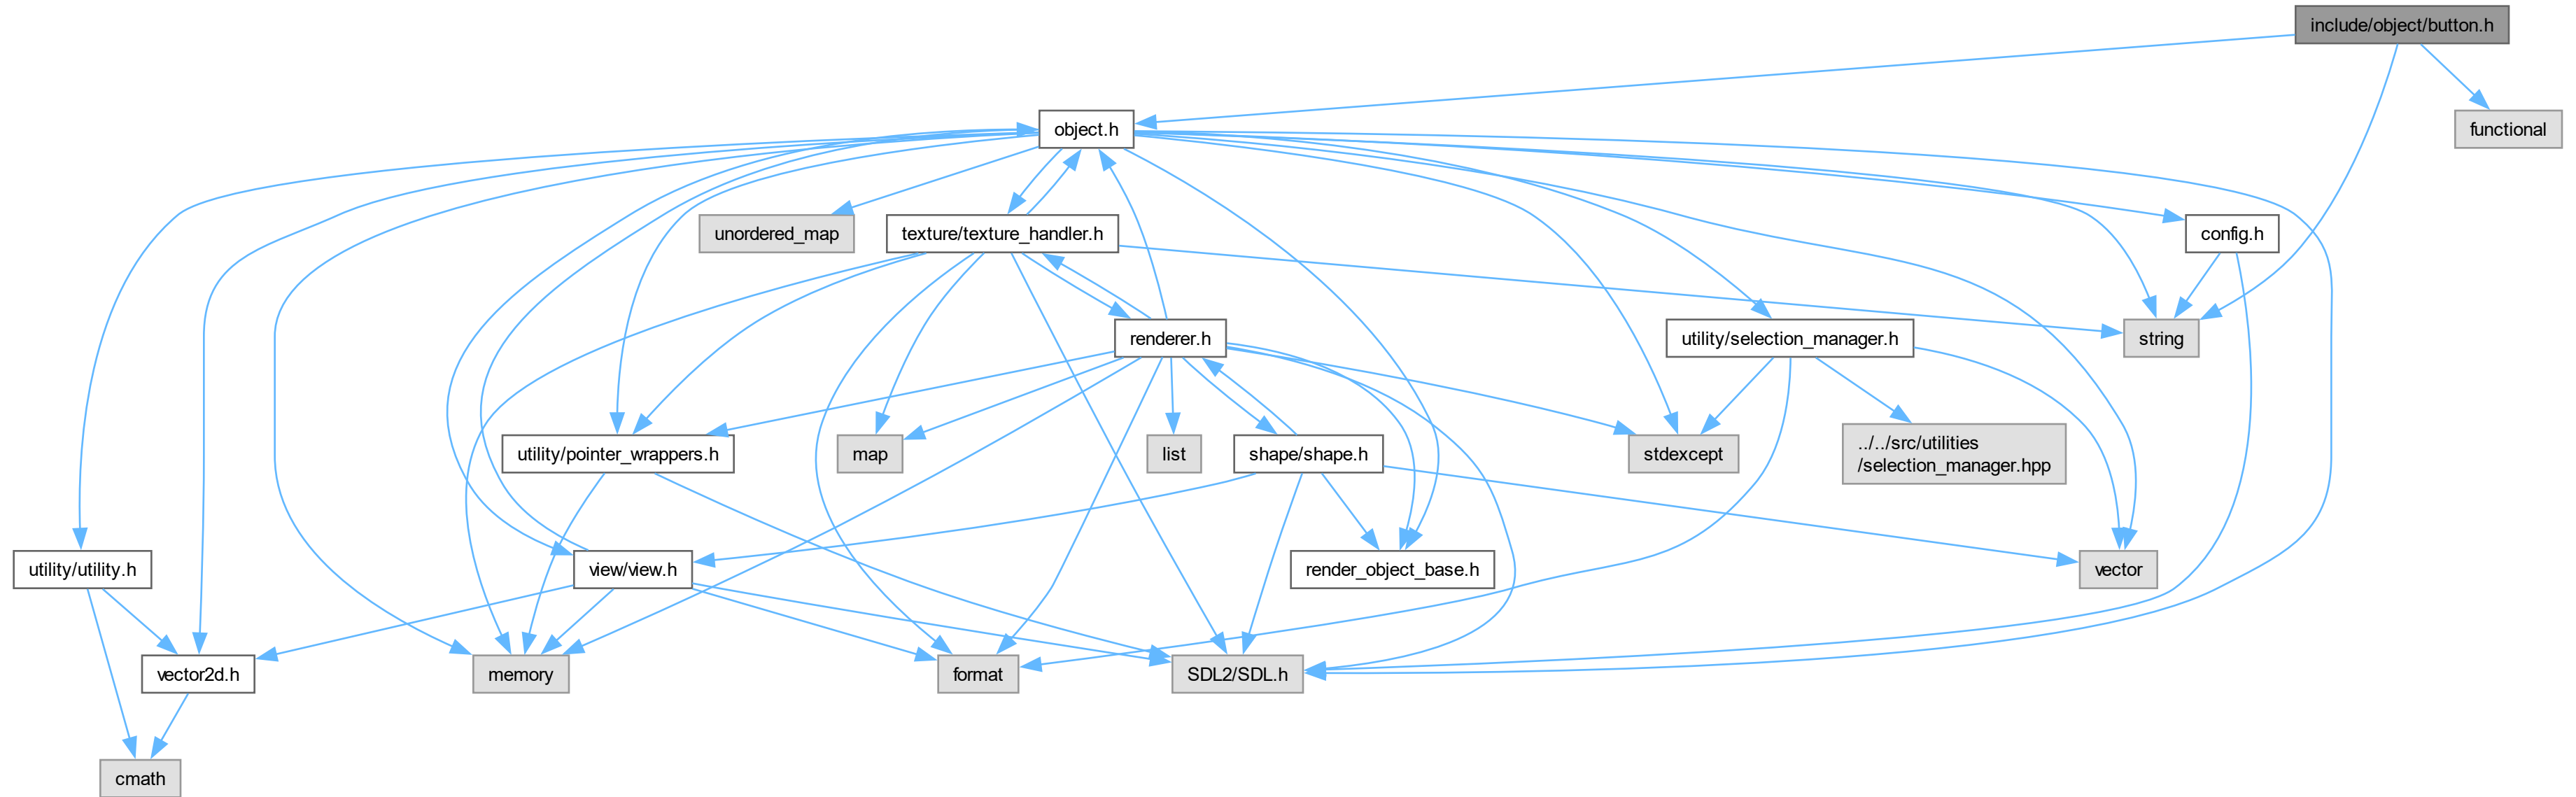 include/object/button.h
object.h
functional
unordered_map
texture/texture_handler.h
config.h
renderer.h
utility/selection_manager.h
string
utility/pointer_wrappers.h
map
list
shape/shape.h
stdexcept
../../src/utilities
/selection_manager.hpp
utility/utility.h
view/view.h
render_object_base.h
vector
vector2d.h
memory
format
SDL2/SDL.h
cmath